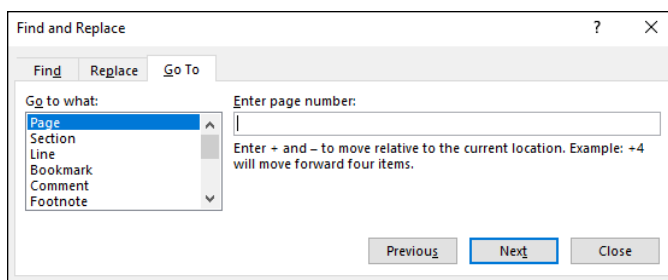 Find and Replace ? ✕
Find Replace Go To
Go to what:
Page
Section
Line
Bookmark
Comment
Footnote
Enter page number:
Enter + and – to move relative to the current location. Example: +4
will move forward four items.
Previous Next Close